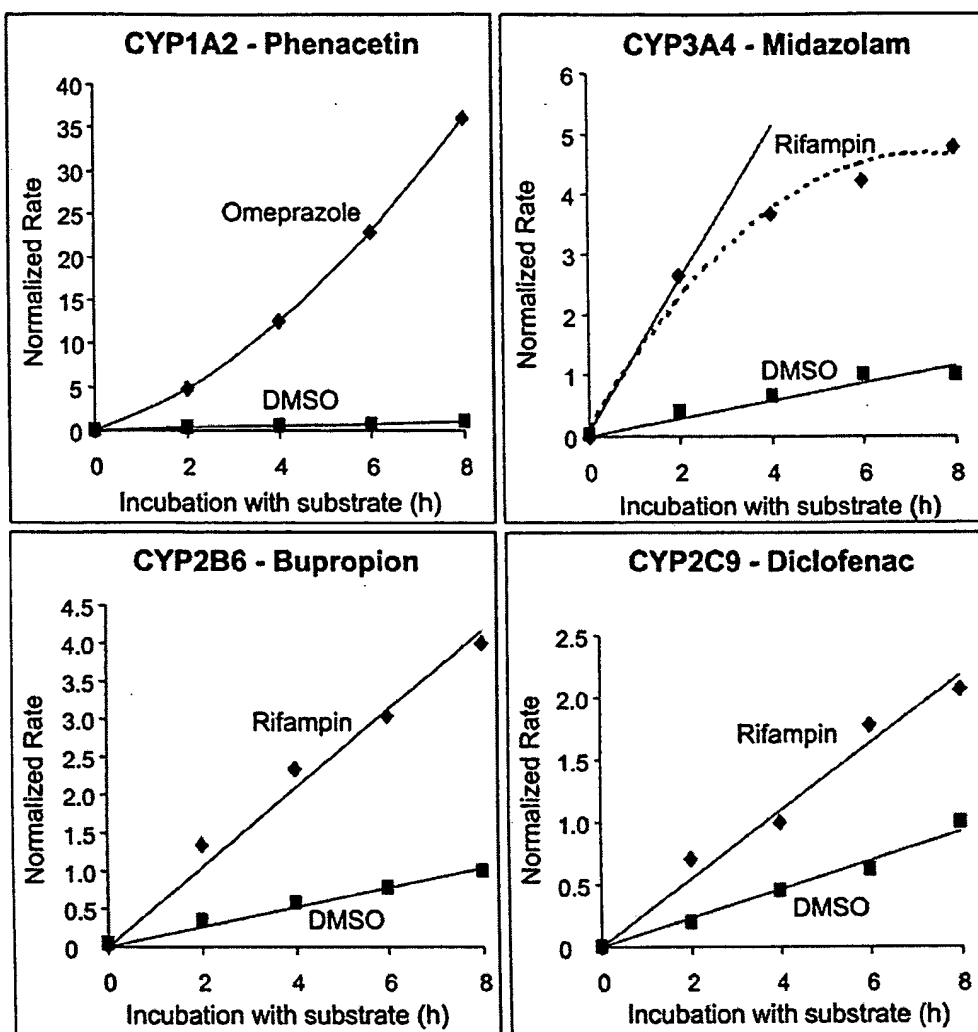 CYP1A2 - Phenacetin
Normalized Rate
40
35
30
25
20
15
10
5
0
Omeprazole
DMSO
0 2 4 6 8
Incubation with substrate (h)
CYP3A4 - Midazolam
Normalized Rate
6
5
4
3
2
1
0
Rifampin
DMSO
0 2 4 6 8
Incubation with substrate (h)
CYP2B6 - Bupropion
Normalized Rate
4.5
4.0
3.5
3.0
2.5
2.0
1.5
1.0
0.5
0
Rifampin
DMSO
0 2 4 6 8
Incubation with substrate (h)
CYP2C9 - Diclofenac
Normalized Rate
2.5
2.0
1.5
1.0
0.5
0
Rifampin
DMSO
0 2 4 6 8
Incubation with substrate (h)